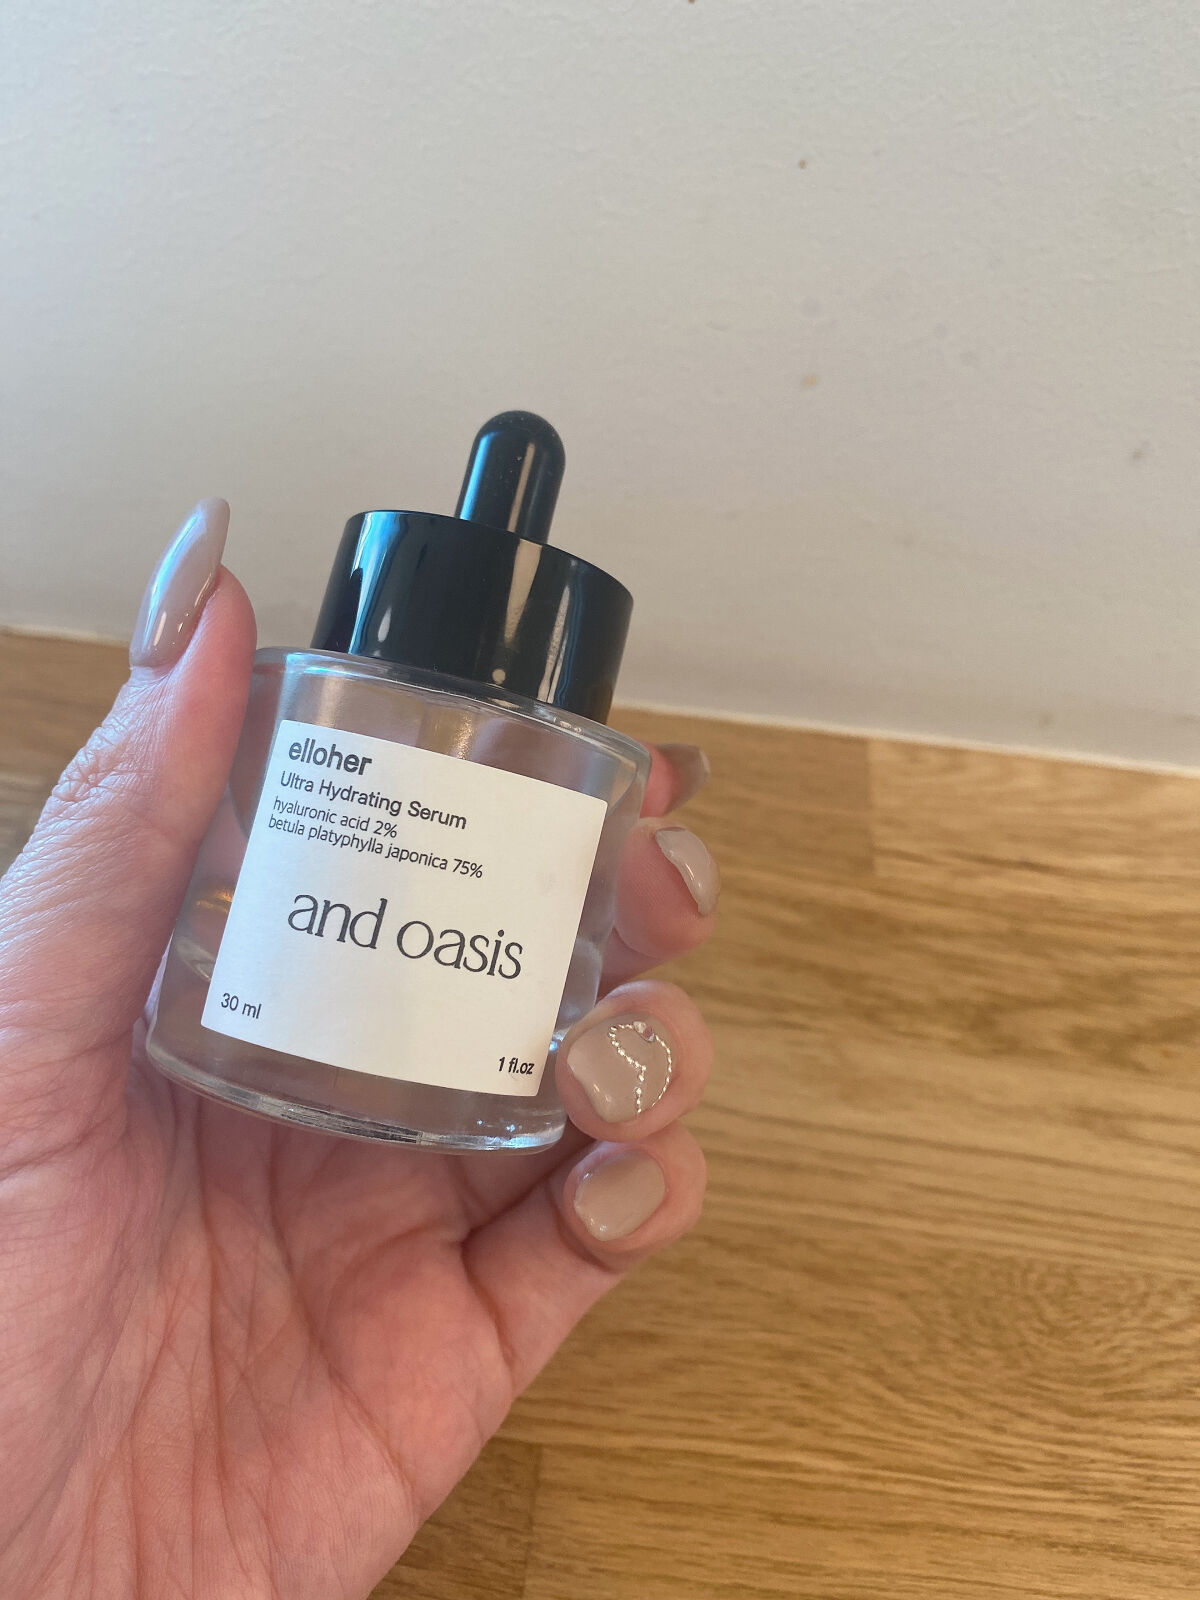 elloher
Ultra Hydrating Serum
hyaluronic acid 2%
betula platyphylla japonica 75%
and oasis
30 ml
1 fl.oz